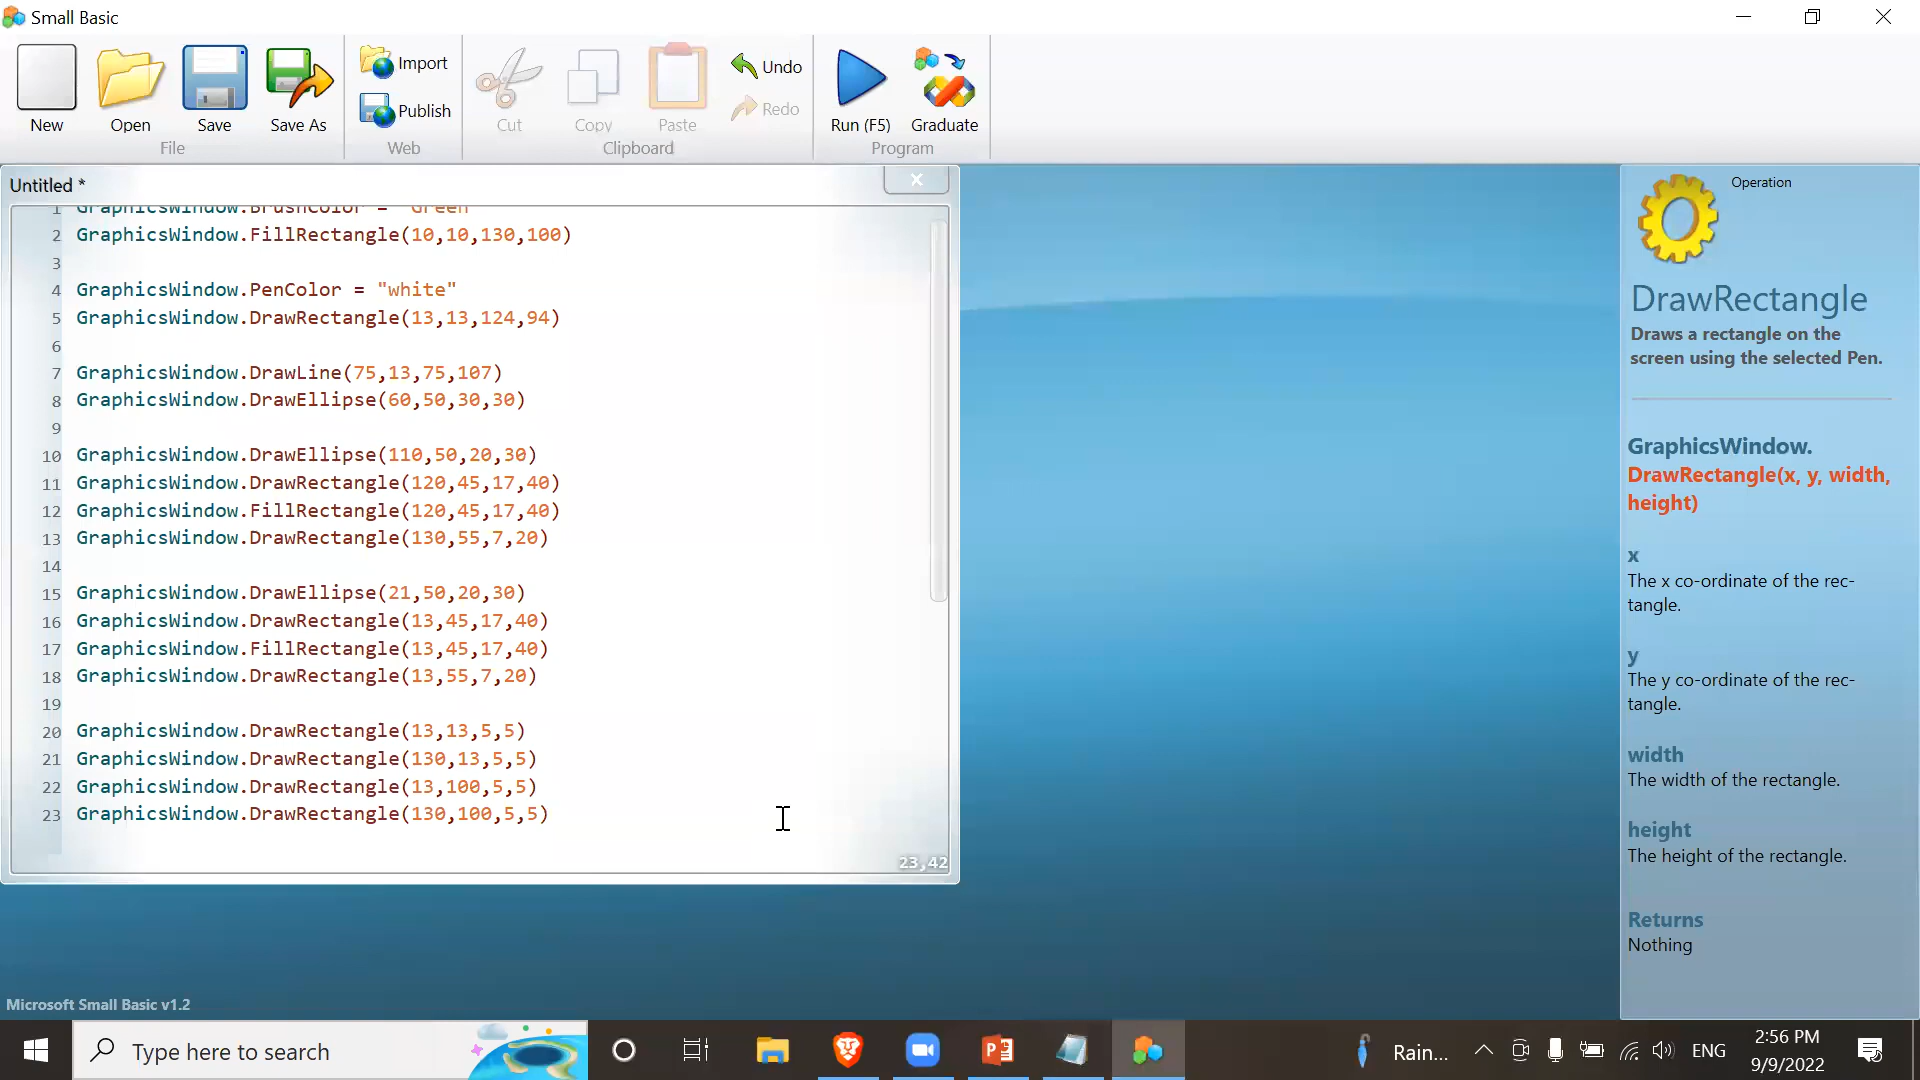 Small Basic
New
Open
Save
Save As
Import
Publish
Cut
Copy
Paste
Undo
Redo
Run (F5)
Graduate
File
Web
Clipboard
Program
Untitled *
1 GraphicsWindow.BrushColor = "Green"
2 GraphicsWindow.FillRectangle(10,10,130,100)
3
4 GraphicsWindow.PenColor = "white"
5 GraphicsWindow.DrawRectangle(13,13,124,94)
6
7 GraphicsWindow.DrawLine(75,13,75,107)
8 GraphicsWindow.DrawEllipse(60,50,30,30)
9
10 GraphicsWindow.DrawEllipse(110,50,20,30)
11 GraphicsWindow.DrawRectangle(120,45,17,40)
12 GraphicsWindow.FillRectangle(120,45,17,40)
13 GraphicsWindow.DrawRectangle(130,55,7,20)
14
15 GraphicsWindow.DrawEllipse(21,50,20,30)
16 GraphicsWindow.DrawRectangle(13,45,17,40)
17 GraphicsWindow.FillRectangle(13,45,17,40)
18 GraphicsWindow.DrawRectangle(13,55,7,20)
19
20 GraphicsWindow.DrawRectangle(13,13,5,5)
21 GraphicsWindow.DrawRectangle(130,13,5,5)
22 GraphicsWindow.DrawRectangle(13,100,5,5)
23 GraphicsWindow.DrawRectangle(130,100,5,5)
23,42
Operation
DrawRectangle
Draws a rectangle on the
screen using the selected Pen.
GraphicsWindow.
DrawRectangle(x, y, width,
height)
x
The x co-ordinate of the rec-
tangle.
y
The y co-ordinate of the rec-
tangle.
width
The width of the rectangle.
height
The height of the rectangle.
Returns
Nothing
Microsoft Small Basic v1.2
Type here to search
Rain...
ENG
2:56 PM
9/9/2022